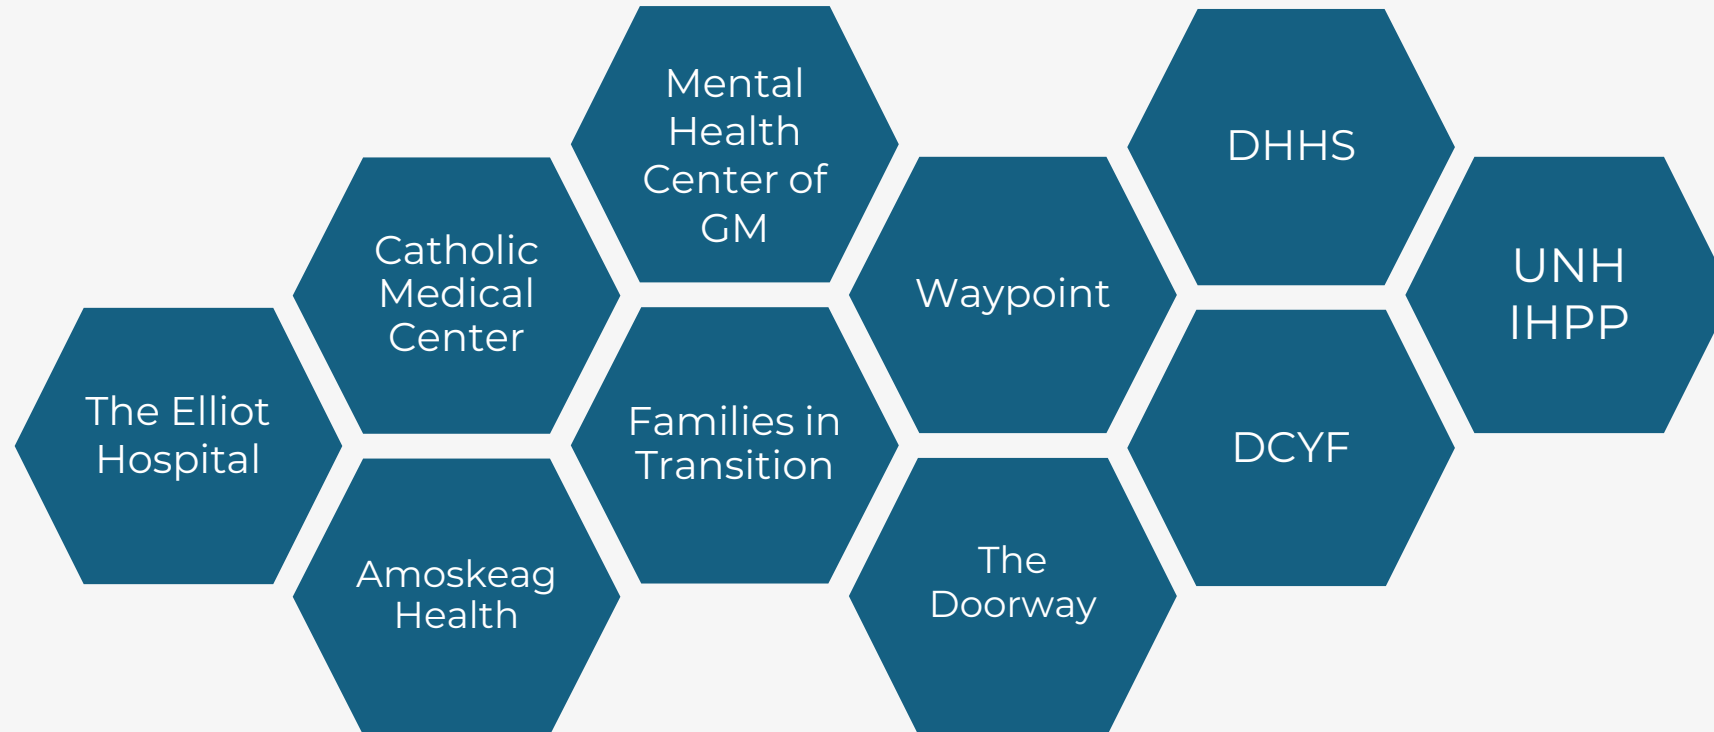 The Elliot
Hospital
Catholic
Medical
Center
Amoskeag
Health
Mental
Health
Center of
GM
Families in
Transition
Waypoint
The
Doorway
DHHS
DCYF
UNH
IHPP